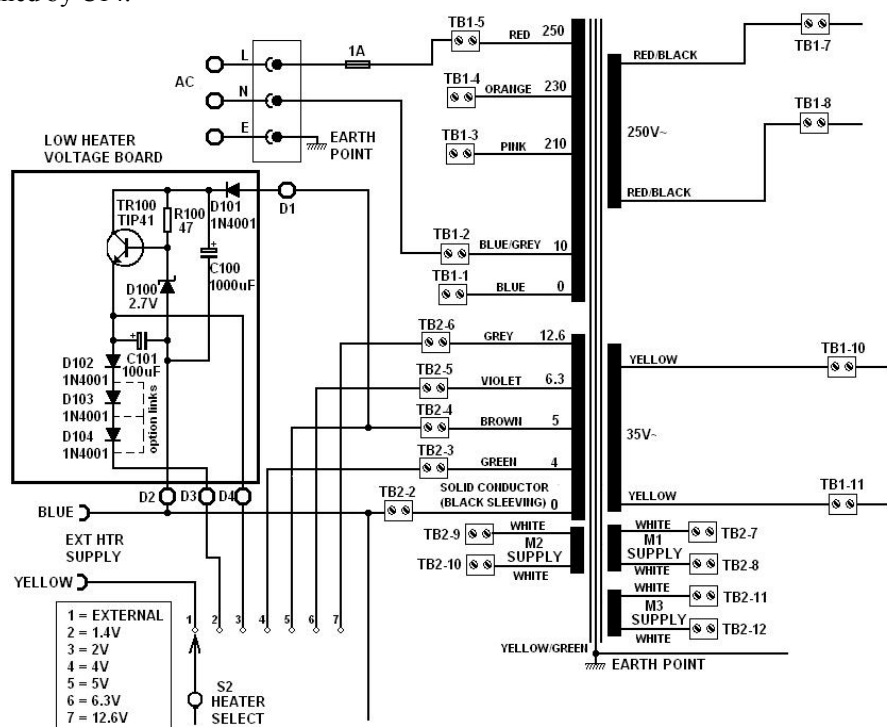 TB1-5
RED 250
1A
L
AC
N
E
EARTH
POINT
TB1-4
ORANGE 230
TB1-3
PINK 210
TB1-2
BLUE/GREY 10
TB1-1
BLUE 0
TB1-7
RED/BLACK
TB1-8
250V~
RED/BLACK
LOW HEATER
VOLTAGE BOARD
TR100
TIP41
R100
47
D101
1N4001
D1
C100
1000uF
D100
2.7V
+
+
C101
100uF
D102
1N4001
D103
1N4001
D104
1N4001
option links
D2
D3
D4
TB2-6
GREY 12.6
TB2-5
VIOLET 6.3
TB2-4
BROWN 5
TB2-3
GREEN 4
TB2-2
SOLID CONDUCTOR
(BLACK SLEEVING) 0
YELLOW
TB1-10
35V~
YELLOW
TB1-11
BLUE
EXT HTR
SUPPLY
YELLOW
TB2-9
WHITE
M2
SUPPLY
TB2-10
WHITE
WHITE
TB2-7
M1
SUPPLY
TB2-8
WHITE
WHITE
TB2-11
M3
SUPPLY
TB2-12
WHITE
YELLOW/GREEN
EARTH POINT
1 2 3 4 5 6 7
1 = EXTERNAL
2 = 1.4V
3 = 2V
4 = 4V
5 = 5V
6 = 6.3V
7 = 12.6V
S2
HEATER
SELECT